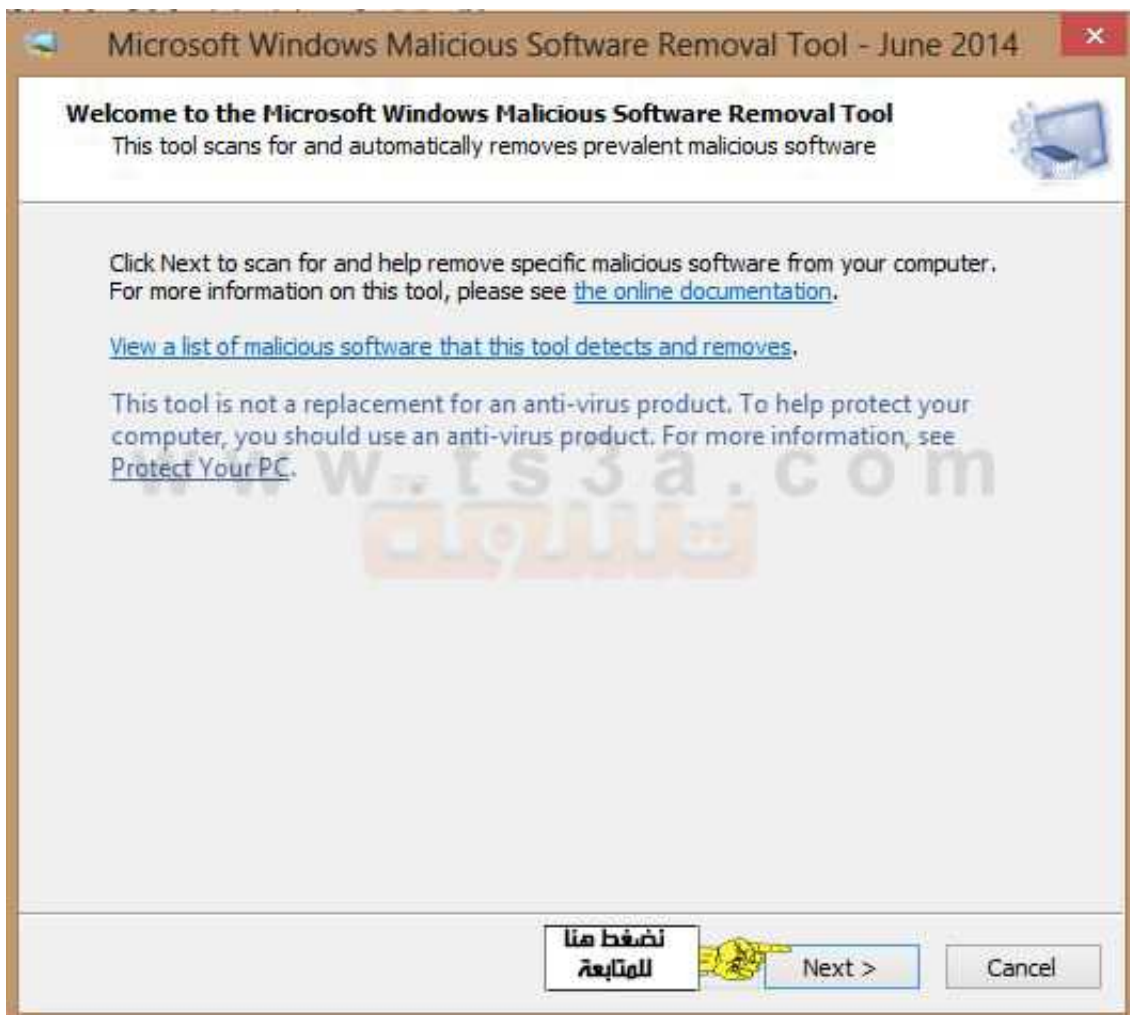 Microsoft Windows Malicious Software Removal Tool - June 2014
Welcome to the Microsoft Windows Malicious Software Removal Tool
This tool scans for and automatically removes prevalent malicious software
Click Next to scan for and help remove specific malicious software from your computer.
For more information on this tool, please see the online documentation.
View a list of malicious software that this tool detects and removes.
This tool is not a replacement for an anti-virus product. To help protect your
computer, you should use an anti-virus product. For more information, see
Protect Your PC.
www.ts3a.com
نضغط هنا
للمتابعة
Next >
Cancel